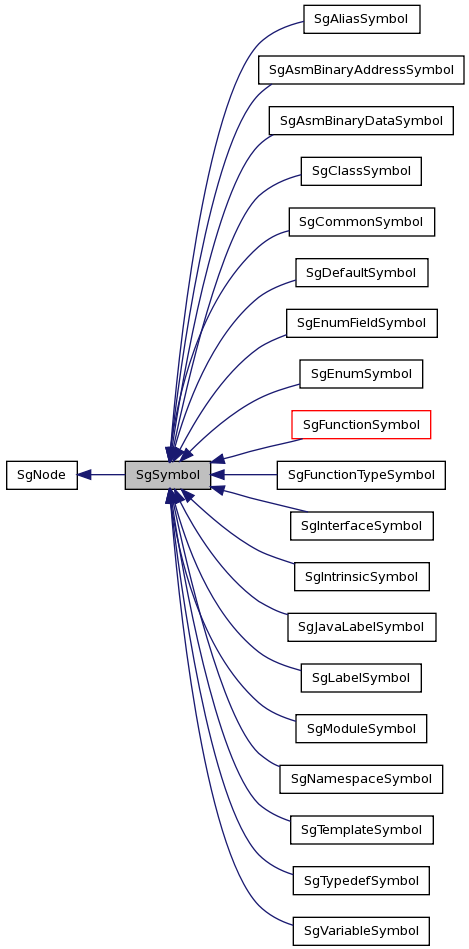 SgAliasSymbol
SgAsmBinaryAddressSymbol
SgAsmBinaryDataSymbol
SgClassSymbol
SgCommonSymbol
SgDefaultSymbol
SgEnumFieldSymbol
SgEnumSymbol
SgFunctionSymbol
SgNode
SgSymbol
SgFunctionTypeSymbol
SgInterfaceSymbol
SgIntrinsicSymbol
SgJavaLabelSymbol
SgLabelSymbol
SgModuleSymbol
SgNamespaceSymbol
SgTemplateSymbol
SgTypedefSymbol
SgVariableSymbol